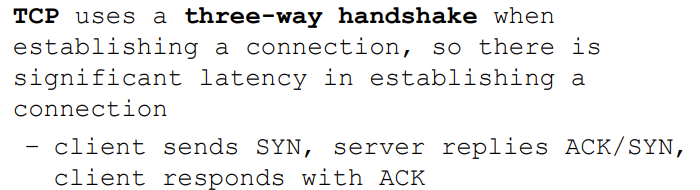 TCP uses a three-way handshake when
establishing a connection, so there is
significant latency in establishing a
connection
– client sends SYN, server replies ACK/SYN,
client responds with ACK